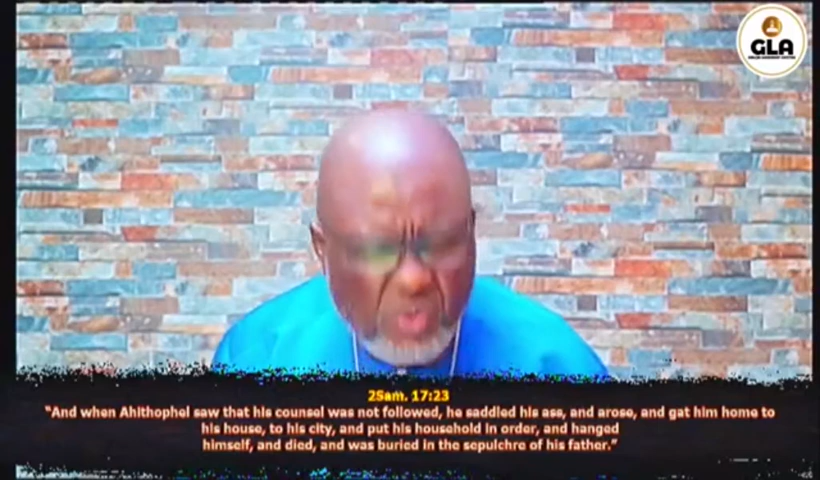 GLA
2Sam. 17:23
"And when Ahithophel saw that his counsel was not followed, he saddled his ass, and arose, and gat him home to
his house, to his city, and put his household in order, and hanged
himself, and died, and was buried in the sepulchre of his father."